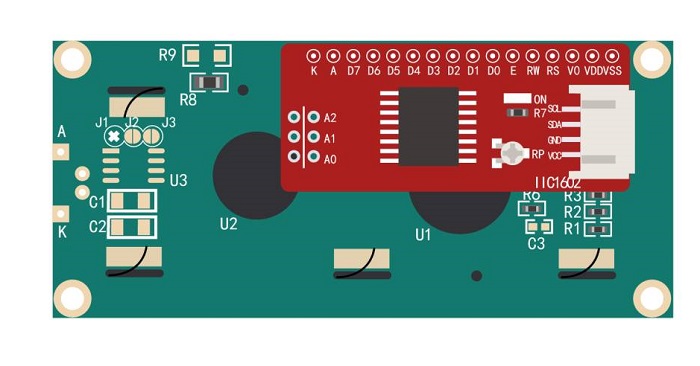 R9
K A D7 D6 D5 D4 D3 D2 D1 D0 E RW RS V0 VDD VSS
R8
ON
SCL
R7
A2
J1 J2 J3
SDA
A
A1
GND
RP
VCC
A0
U3
IIC1602
R6
R3
C1
R2
U2
C2
R1
K
U1
C3